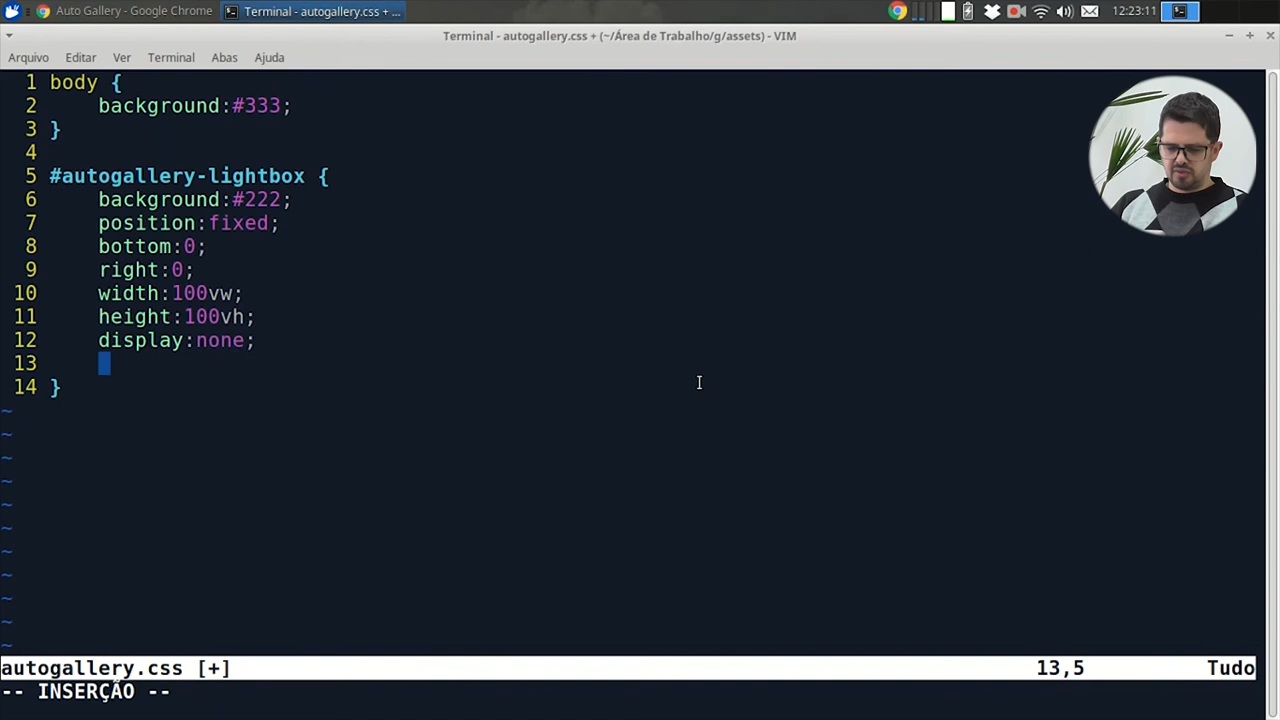 Auto Gallery - Google Chrome
Terminal - autogallery.css + ...
12:23:11
Terminal - autogallery.css + (~/Área de Trabalho/g/assets) - VIM
Arquivo Editar Ver Terminal Abas Ajuda
1 body {
2 background:#333;
3 }
4
5 #autogallery-lightbox {
6 background:#222;
7 position:fixed;
8 bottom:0;
9 right:0;
10 width:100vw;
11 height:100vh;
12 display:none;
13
14 }
~
~
~
~
~
~
~
~
~
~
~
autogallery.css [+] 13,5 Tudo
-- INSERÇÃO --